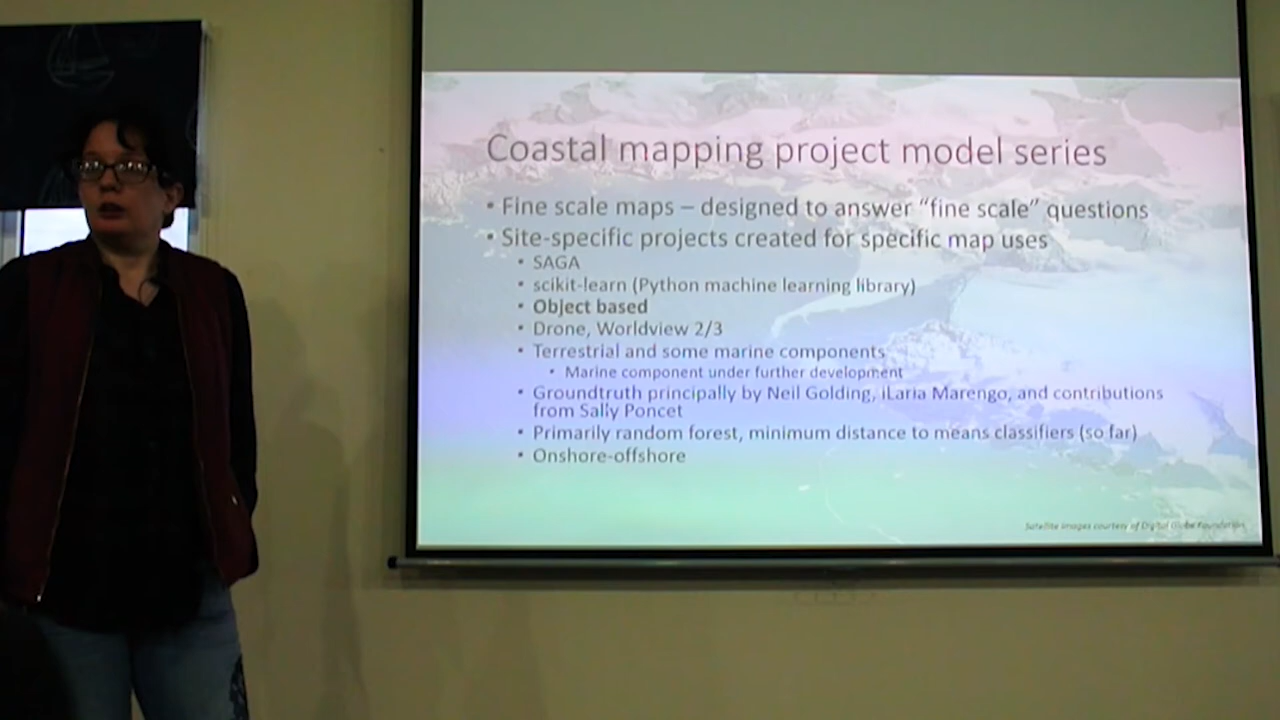 Coastal mapping project model series
• Fine scale maps – designed to answer “fine scale” questions
• Site-specific projects created for specific map uses
• SAGA
• scikit-learn (Python machine learning library)
• Object based
• Drone, Worldview 2/3
• Terrestrial and some marine components
• Marine component under further development
• Groundtruth principally by Neil Golding, iLaria Marengo, and contributions
from Sally Poncet
• Primarily random forest, minimum distance to means classifiers (so far)
• Onshore-offshore
Satellite images courtesy of Digital Globe Foundation